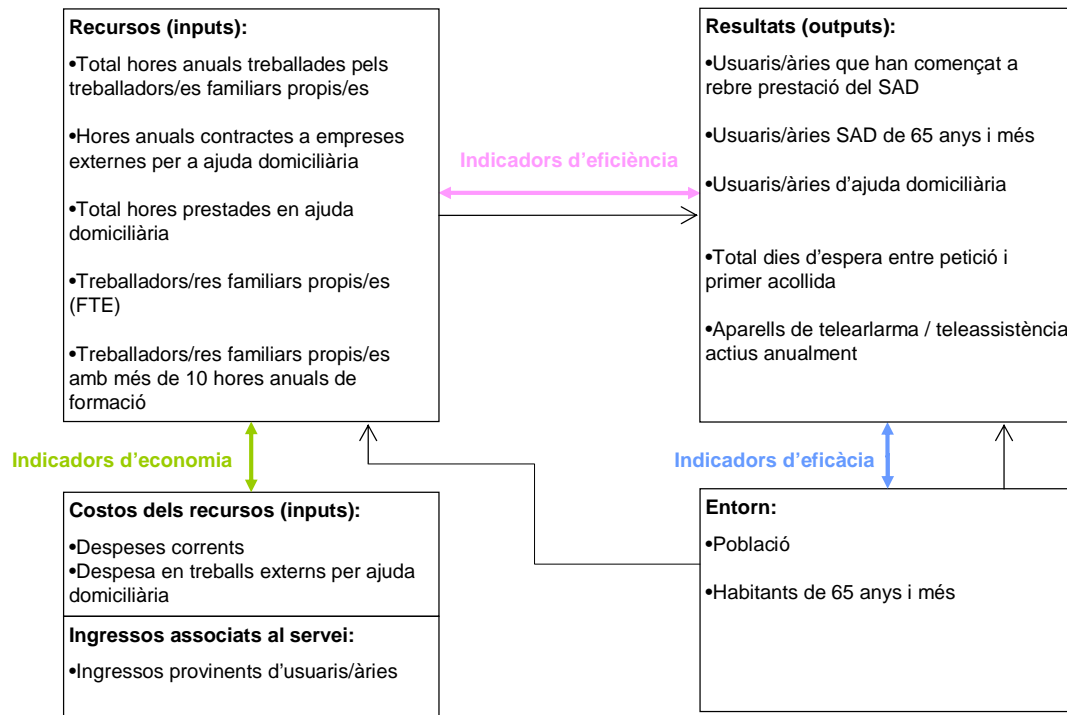 Recursos (inputs):
•Total hores anuals treballades pels
treballadors/es familiars propis/es
•Hores anuals contractes a empreses
externes per a ajuda domiciliària
•Total hores prestades en ajuda
domiciliària
•Treballadors/res familiars propis/es
(FTE)
•Treballadors/res familiars propis/es
amb més de 10 hores anuals de
formació
Indicadors d’eficiència
Resultats (outputs):
•Usuaris/àries que han començat a
rebre prestació del SAD
•Usuaris/àries SAD de 65 anys i més
•Usuaris/àries d’ajuda domiciliària
•Total dies d’espera entre petició i
primer acollida
•Aparells de telearlarma / teleassistència
actius anualment
Indicadors d’economia
Indicadors d’eficàcia
Costos dels recursos (inputs):
•Despeses corrents
•Despesa en treballs externs per ajuda
domiciliària
Ingressos associats al servei:
•Ingressos provinents d’usuaris/àries
Entorn:
•Població
•Habitants de 65 anys i més